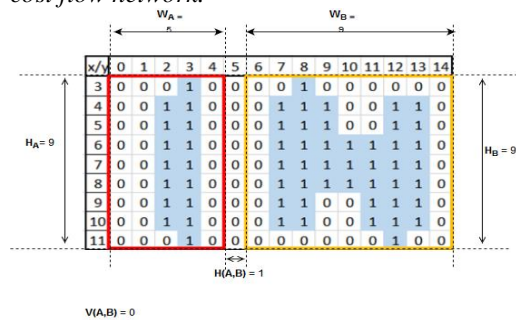 cost flow network.
W_A =
5
W_B =
9
x/y 0 1 2 3 4 5 6 7 8 9 10 11 12 13 14
3 0 0 0 1 0 0 0 0 1 0 0 0 0 0 0
4 0 0 1 1 0 0 0 1 1 1 0 0 1 1 0
5 0 0 1 1 0 0 0 1 1 1 0 0 1 1 0
6 0 0 1 1 0 0 0 1 1 1 1 1 1 1 0
7 0 0 1 1 0 0 0 1 1 1 1 1 1 1 0
8 0 0 1 1 0 0 0 1 1 1 1 1 1 1 0
9 0 0 1 1 0 0 0 1 1 0 0 1 1 1 0
10 0 0 1 1 0 0 0 1 1 0 0 1 1 1 0
11 0 0 0 1 0 0 0 0 0 0 0 0 1 0 0
H_A= 9
H_B = 9
H(A,B) = 1
V(A,B) = 0